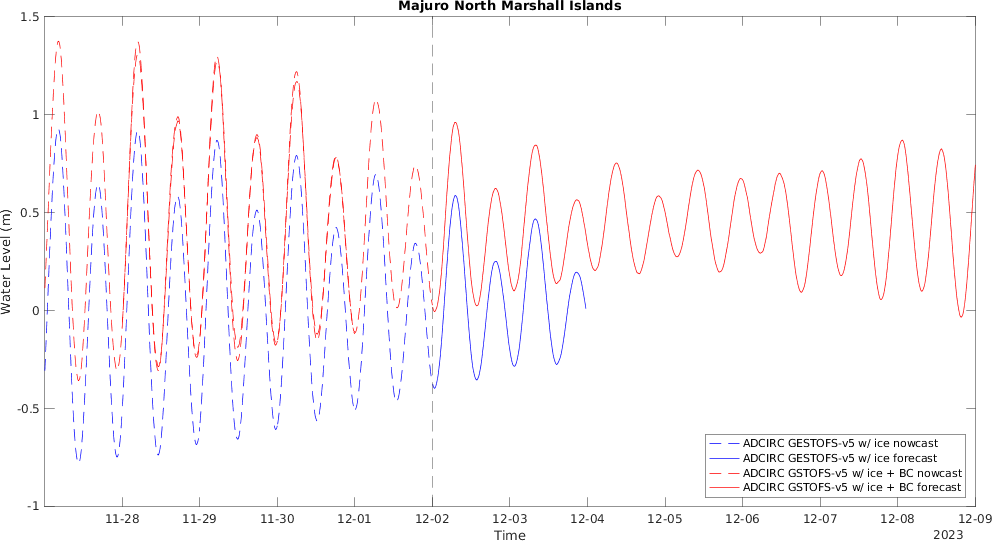 Majuro North Marshall Islands
1.5
1
0.5
0
-0.5
-1
Water Level (m)
11-28
11-29
11-30
12-01
12-02
12-03
12-04
12-05
12-06
12-07
12-08
12-09
Time
2023
ADCIRC GESTOFS-v5 w/ ice nowcast
ADCIRC GESTOFS-v5 w/ ice forecast
ADCIRC GSTOFS-v5 w/ ice + BC nowcast
ADCIRC GSTOFS-v5 w/ ice + BC forecast